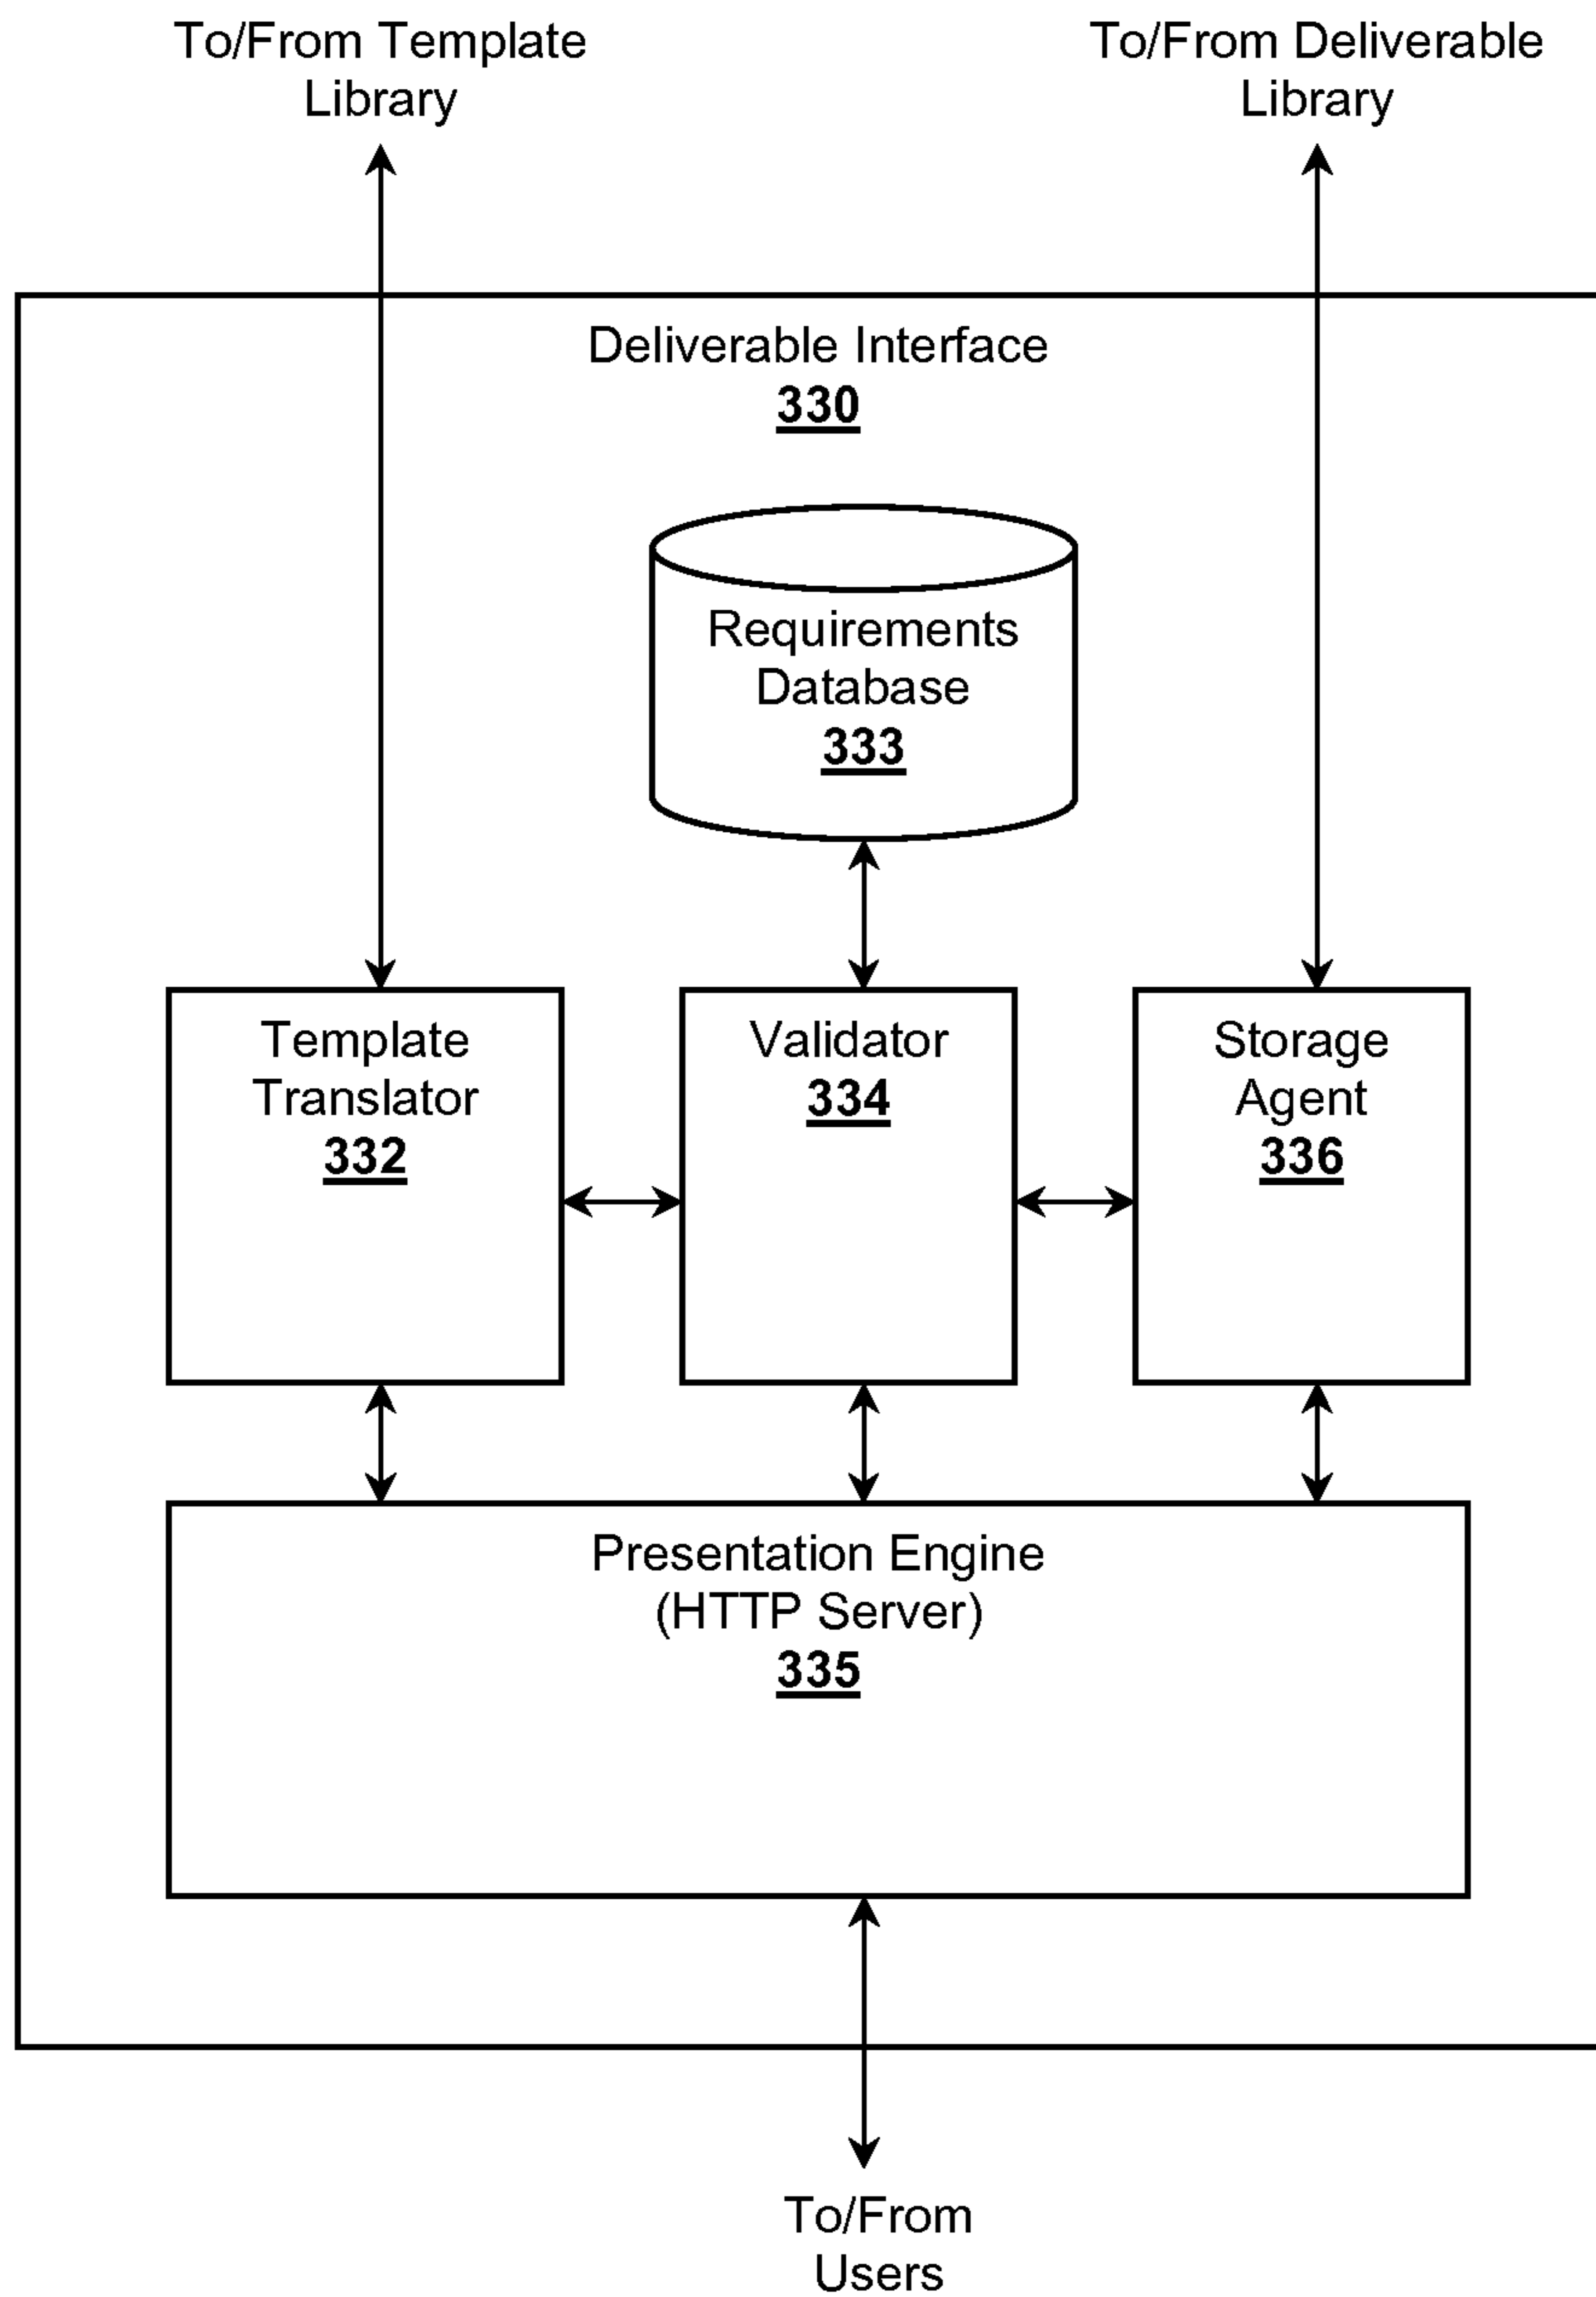 To/From Template
Library
To/From Deliverable
Library
Deliverable Interface
330
Requirements
Database
333
Template
Translator
332
Validator
334
Storage
Agent
336
Presentation Engine
(HTTP Server)
335
To/From
Users